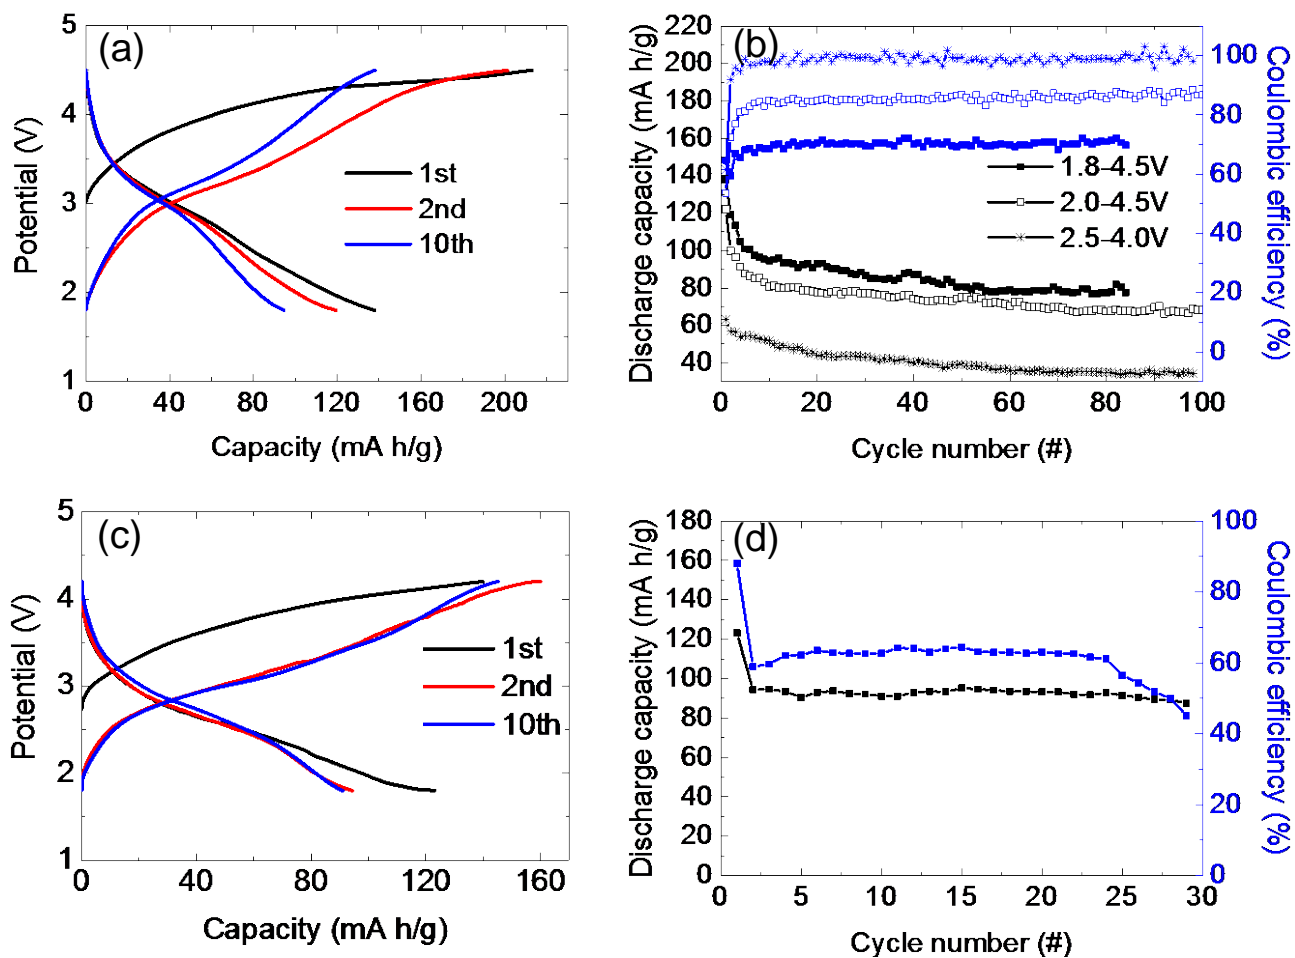 (a)
5
4
3
2
1
Potential (V)
1st
2nd
10th
0 40 80 120 160 200
Capacity (mA h/g)
(b)
220
200
180
160
140
120
100
80
60
40
Discharge capacity (mA h/g)
1.8-4.5V
2.0-4.5V
2.5-4.0V
100
80
60
40
20
0
Coulombic efficiency (%)
0 20 40 60 80 100
Cycle number (#)
(c)
5
4
3
2
1
Potential (V)
1st
2nd
10th
0 40 80 120 160
Capacity (mA h/g)
(d)
180
160
140
120
100
80
60
40
20
0
Discharge capacity (mA h/g)
100
80
60
40
20
0
Coulombic efficiency (%)
0 5 10 15 20 25 30
Cycle number (#)